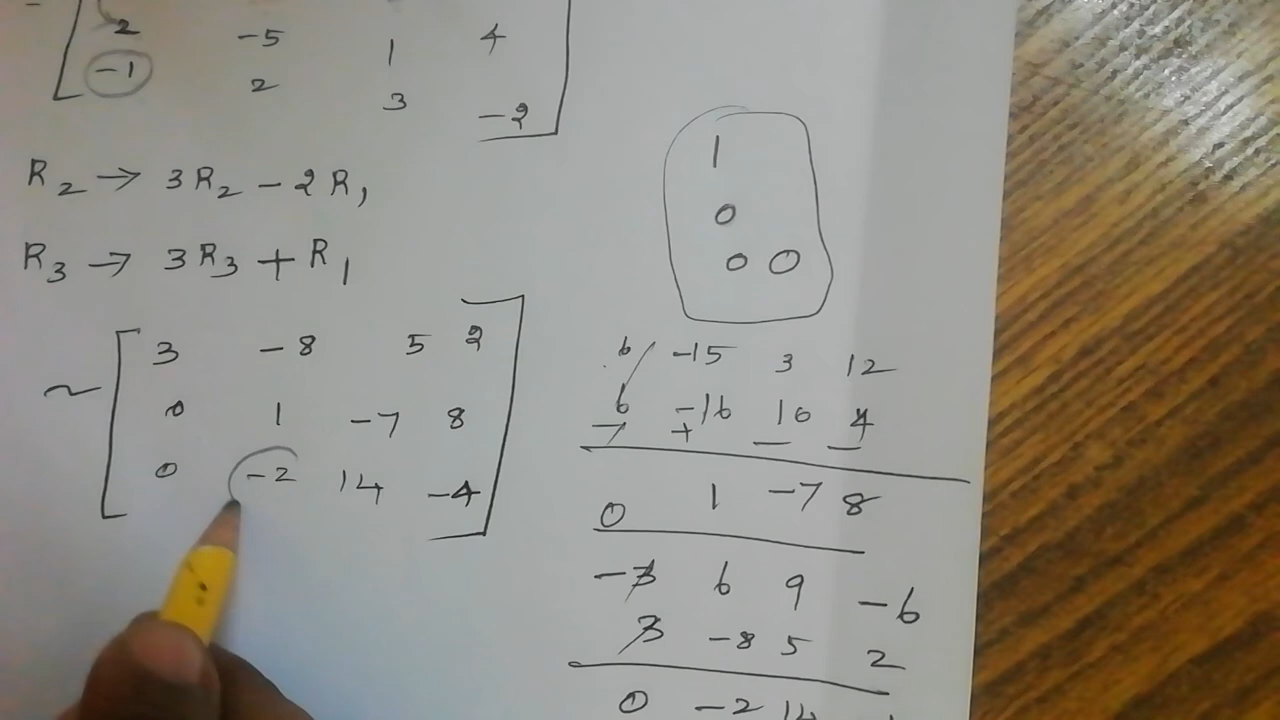 2 -5 1 4
-1 2 3 -2
R2 → 3R2 - 2R1
R3 → 3R3 + R1
~ [ 3 -8 5 2
0 1 -7 8
0 -2 14 -4 ]
1
0
0 0
6 -15 3 12
6 -16 10 4
- + - -
0 1 -7 8
-3 6 9 -6
3 -8 5 2
0 -2 14